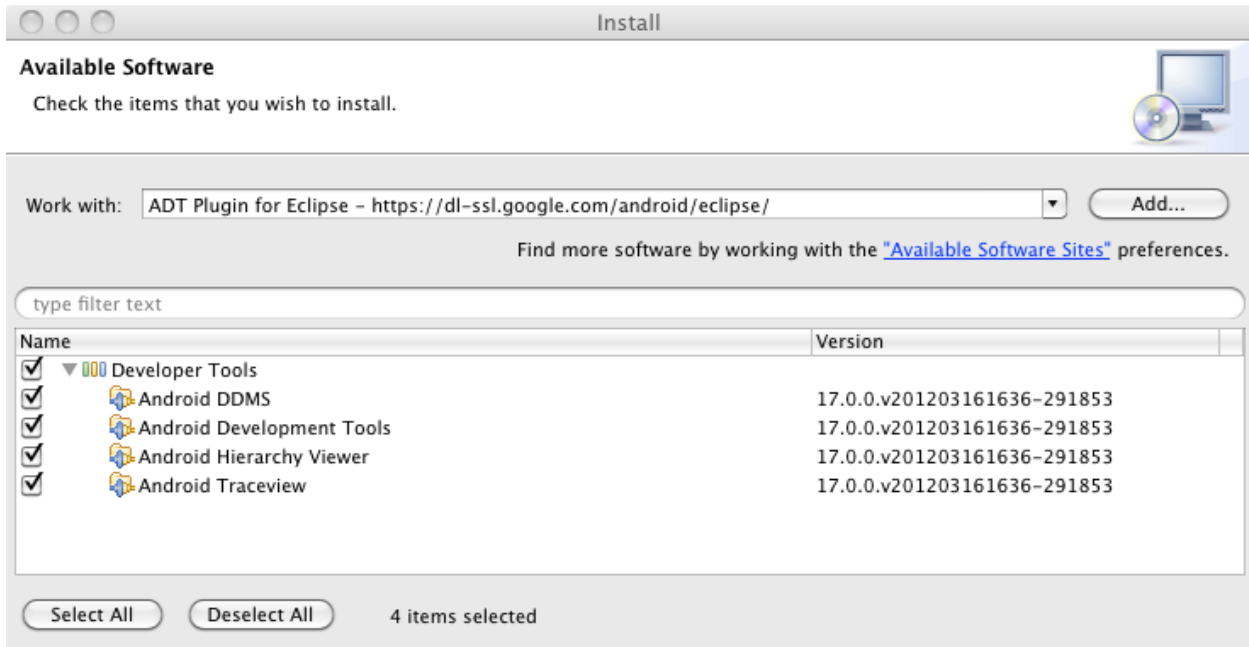 Install
Available Software
Check the items that you wish to install.
Work with: ADT Plugin for Eclipse – https://dl-ssl.google.com/android/eclipse/ Add...
Find more software by working with the "Available Software Sites" preferences.
type filter text
Name Version
Developer Tools
Android DDMS 17.0.0.v201203161636-291853
Android Development Tools 17.0.0.v201203161636-291853
Android Hierarchy Viewer 17.0.0.v201203161636-291853
Android Traceview 17.0.0.v201203161636-291853
Select All Deselect All 4 items selected